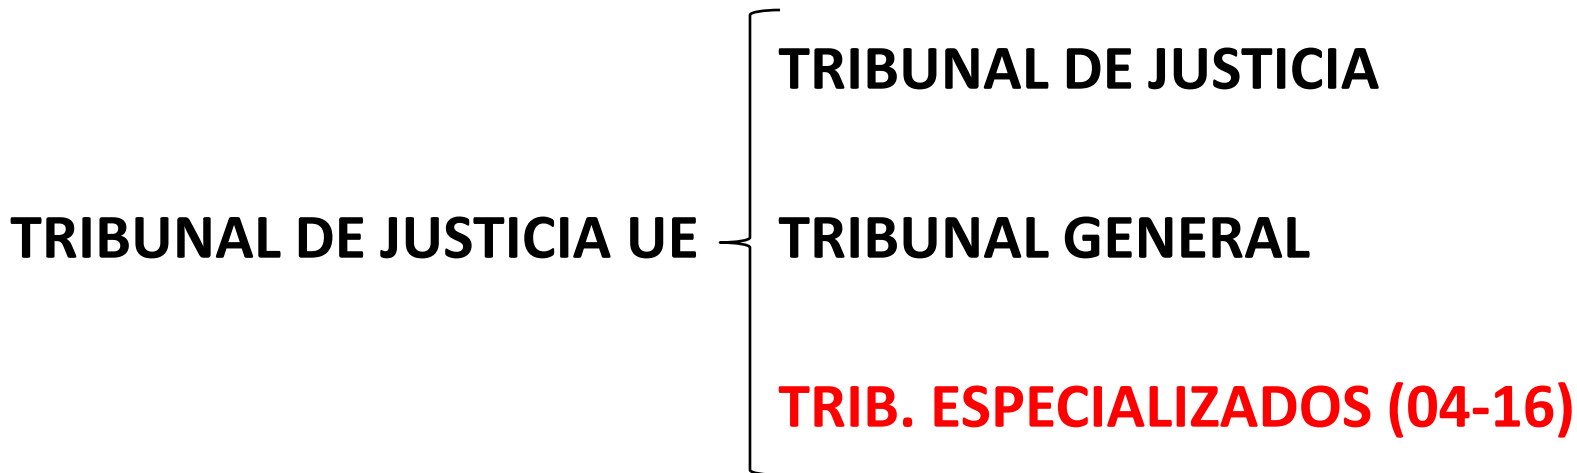 TRIBUNAL DE JUSTICIA
TRIBUNAL DE JUSTICIA UE
TRIBUNAL GENERAL
TRIB. ESPECIALIZADOS (04-16)